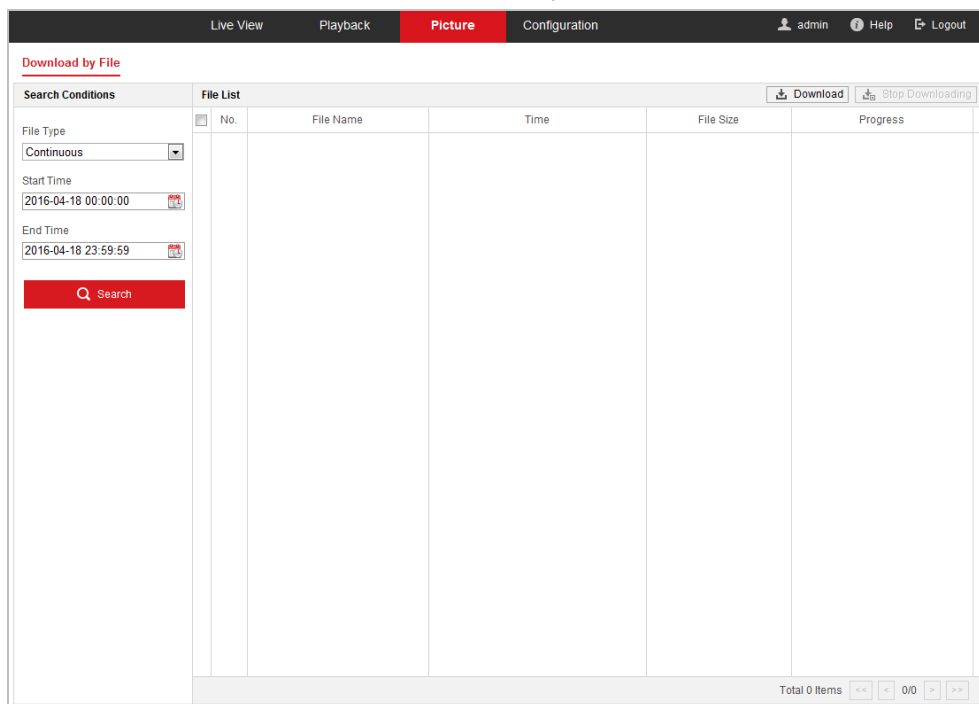 Live View Playback Picture Configuration admin Help Logout
Download by File
Search Conditions File List Download Stop Downloading
No. File Name Time File Size Progress
File Type
Continuous
Start Time
2016-04-18 00:00:00
End Time
2016-04-18 23:59:59
Search
Total 0 Items << < 0/0 > >>